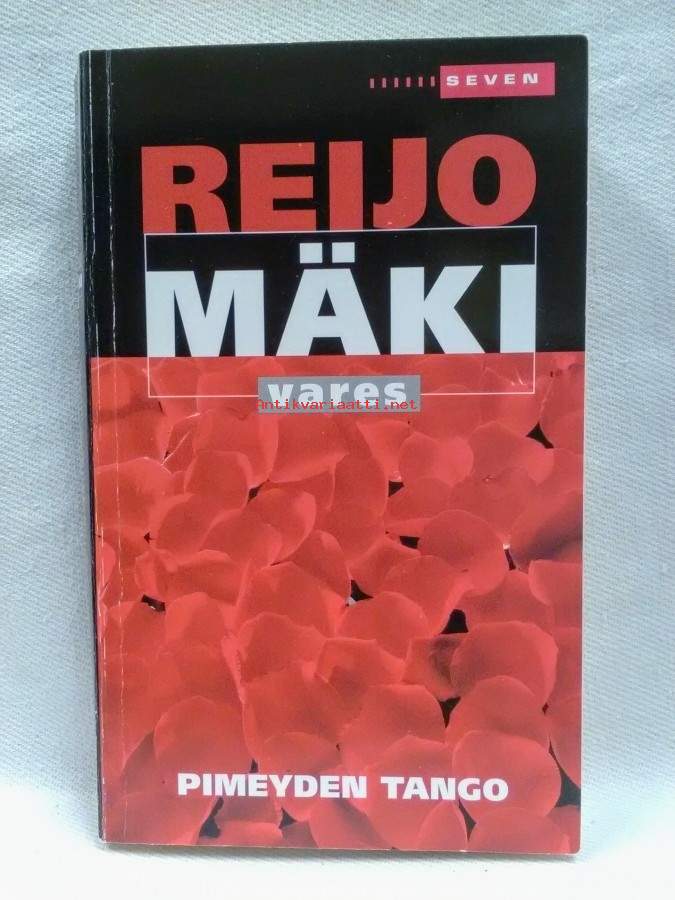 SEVEN
REIJO
MÄKI
vares
antikvariaatti.net
PIMEYDEN TANGO